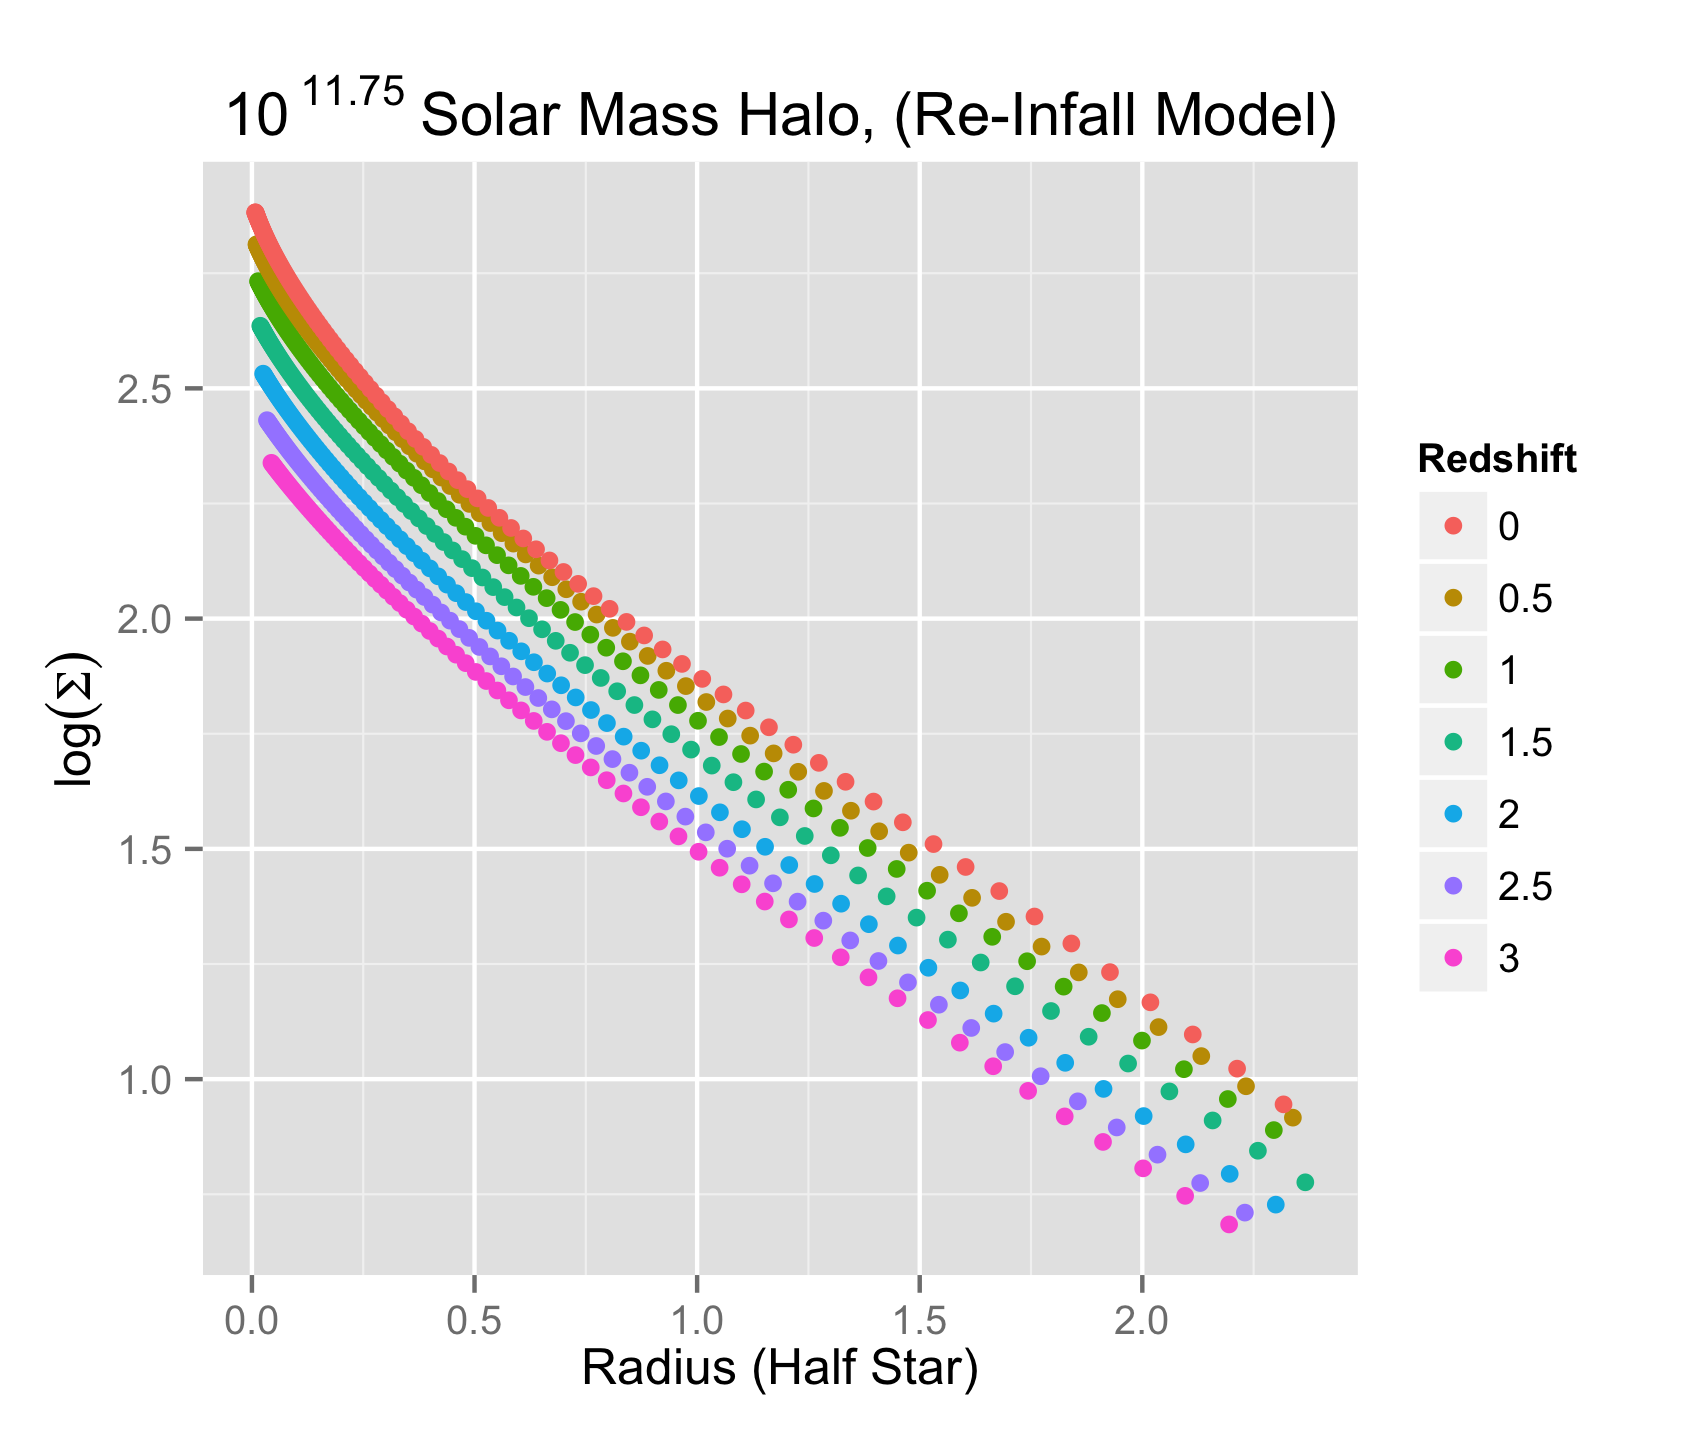 10 11.75 Solar Mass Halo, (Re-Infall Model)
log(Σ)
2.5
2.0
1.5
1.0
0.0 0.5 1.0 1.5 2.0
Radius (Half Star)
Redshift
0
0.5
1
1.5
2
2.5
3